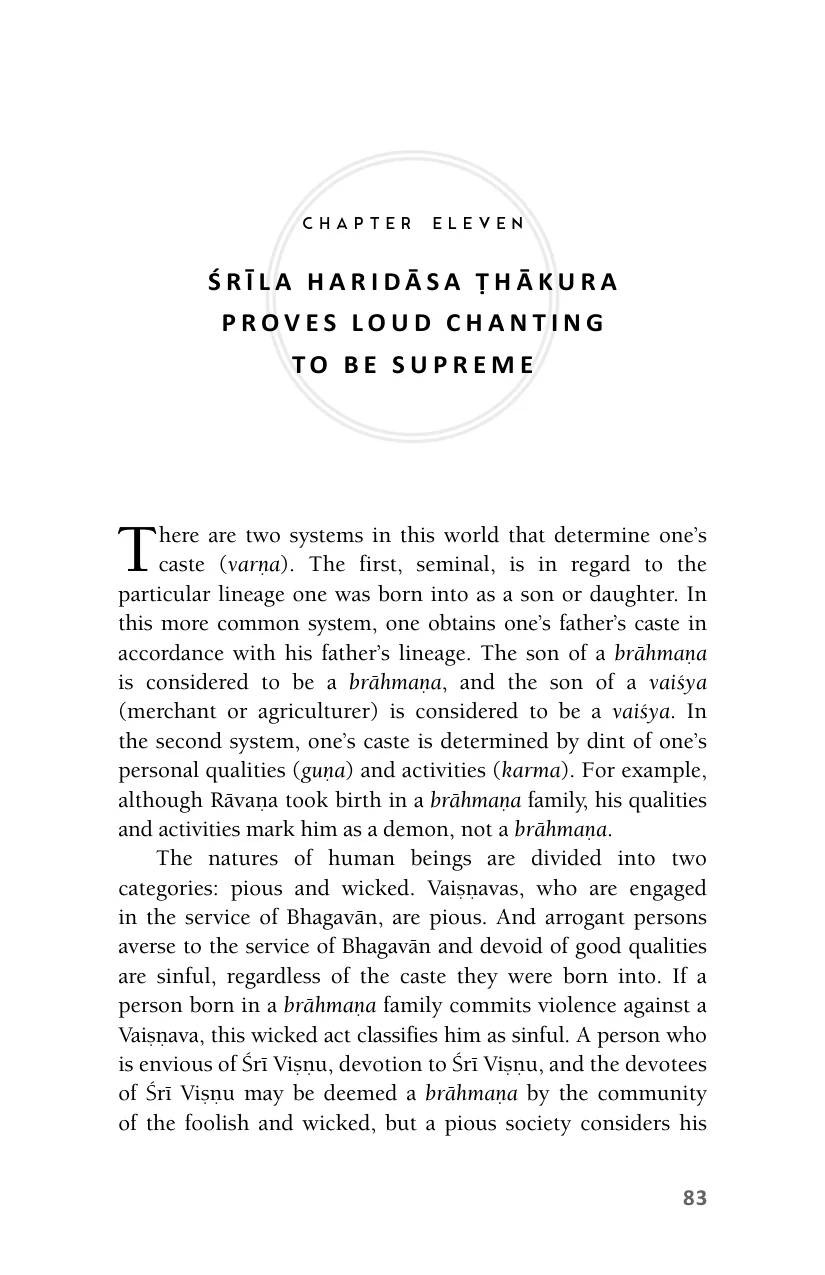 CHAPTER ELEVEN
ŚRĪLA HARIDĀSA ṬHĀKURA
PROVES LOUD CHANTING
TO BE SUPREME
There are two systems in this world that determine one’s
caste (varṇa). The first, seminal, is in regard to the
particular lineage one was born into as a son or daughter. In
this more common system, one obtains one’s father’s caste in
accordance with his father’s lineage. The son of a brāhmaṇa
is considered to be a brāhmaṇa, and the son of a vaiśya
(merchant or agriculturer) is considered to be a vaiśya. In
the second system, one’s caste is determined by dint of one’s
personal qualities (guṇa) and activities (karma). For example,
although Rāvaṇa took birth in a brāhmaṇa family, his qualities
and activities mark him as a demon, not a brāhmaṇa.
The natures of human beings are divided into two
categories: pious and wicked. Vaiṣṇavas, who are engaged
in the service of Bhagavān, are pious. And arrogant persons
averse to the service of Bhagavān and devoid of good qualities
are sinful, regardless of the caste they were born into. If a
person born in a brāhmaṇa family commits violence against a
Vaiṣṇava, this wicked act classifies him as sinful. A person who
is envious of Śrī Viṣṇu, devotion to Śrī Viṣṇu, and the devotees
of Śrī Viṣṇu may be deemed a brāhmaṇa by the community
of the foolish and wicked, but a pious society considers his
83